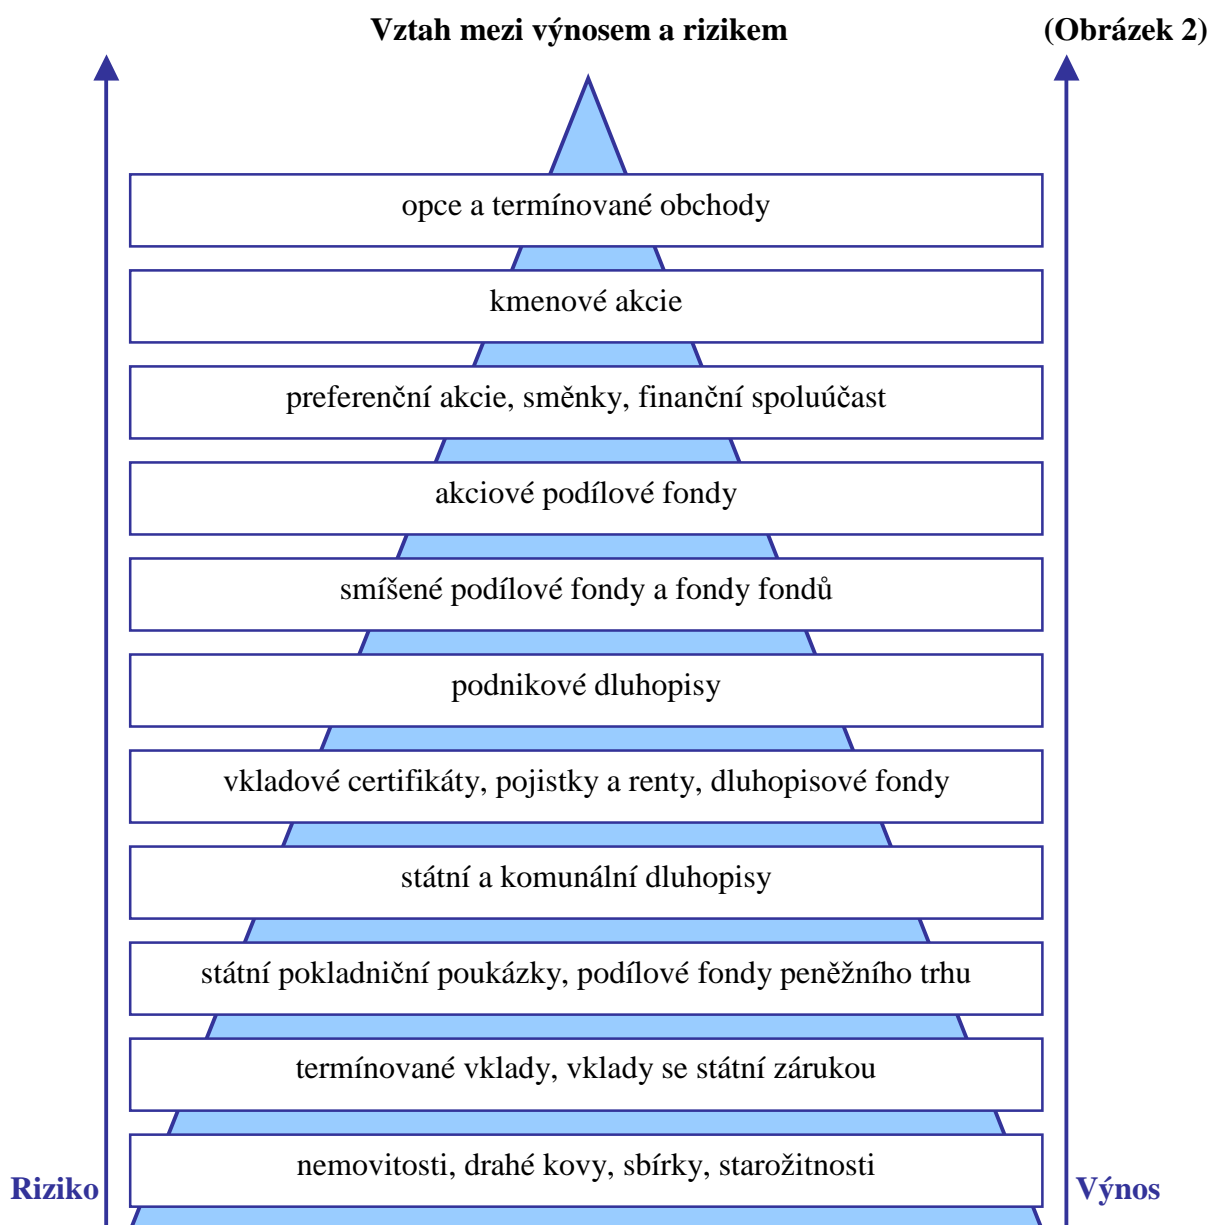 Vztah mezi výnosem a rizikem (Obrázek 2)
opce a termínované obchody
kmenové akcie
preferenční akcie, směnky, finanční spoluúčast
akciové podílové fondy
smíšené podílové fondy a fondy fondů
podnikové dluhopisy
vkladové certifikáty, pojistky a renty, dluhopisové fondy
státní a komunální dluhopisy
státní pokladniční poukázky, podílové fondy peněžního trhu
termínované vklady, vklady se státní zárukou
nemovitosti, drahé kovy, sbírky, starožitnosti
Riziko
Výnos